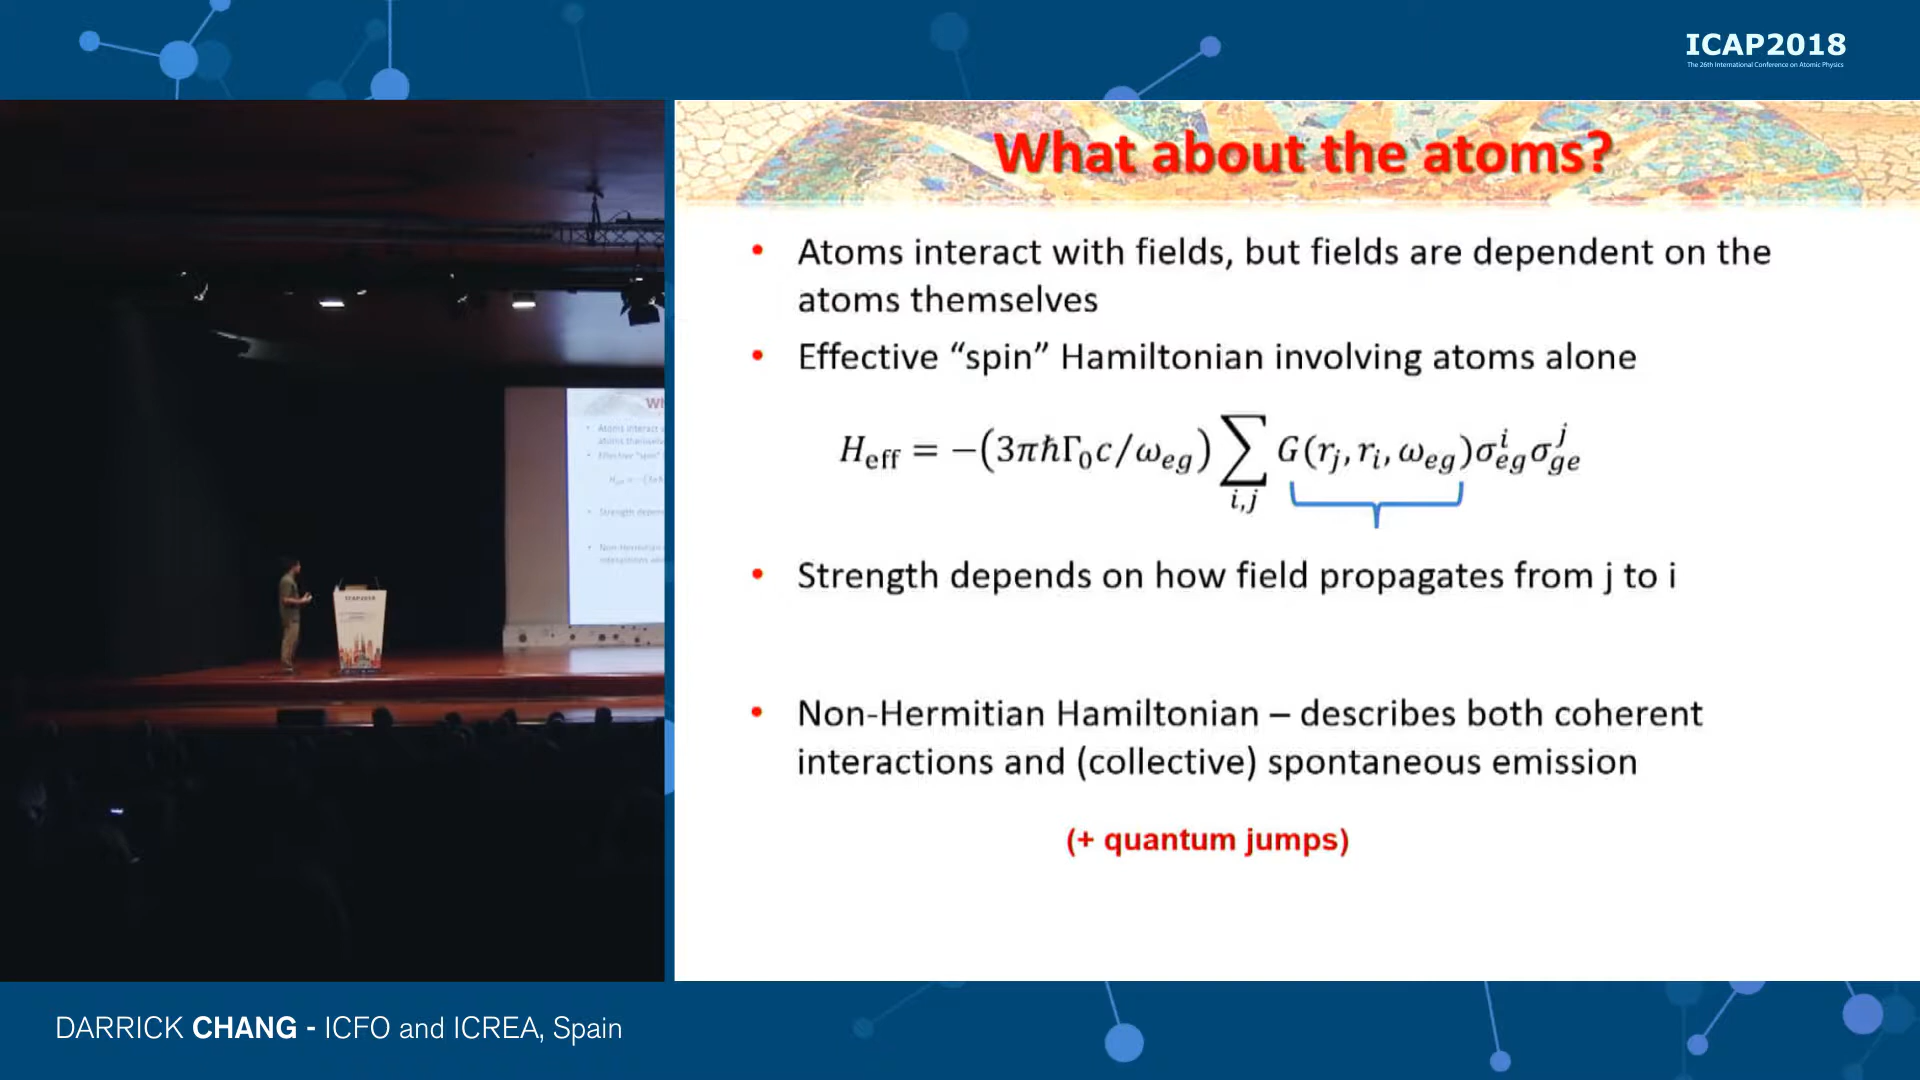 ICAP2018
The 26th International Conference on Atomic Physics
What about the atoms?
• Atoms interact with fields, but fields are dependent on the
atoms themselves
• Effective “spin” Hamiltonian involving atoms alone
H_eff = −(3πħΓ₀c/ω_eg) ∑_{i,j} G(r_j, r_i, ω_eg)σ^i_eg σ^j_ge
• Strength depends on how field propagates from j to i
• Non-Hermitian Hamiltonian – describes both coherent
interactions and (collective) spontaneous emission
(+ quantum jumps)
ICAP2018
DARRICK CHANG - ICFO and ICREA, Spain